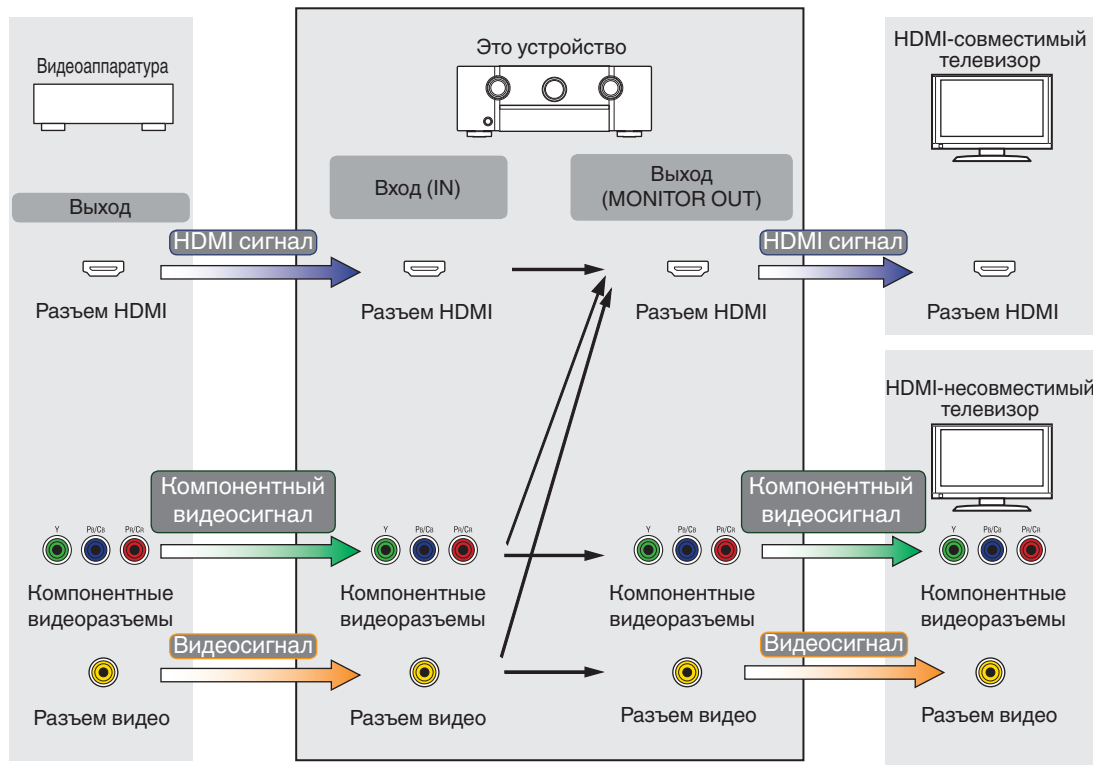 Видеоаппаратура
Это устройство
HDMI-совместимый
телевизор
Выход
Вход (IN)
Выход
(MONITOR OUT)
HDMI сигнал
HDMI сигнал
Разъем HDMI
Разъем HDMI
Разъем HDMI
Разъем HDMI
HDMI-несовместимый
телевизор
Компонентный
видеосигнал
Компонентный
видеосигнал
Y PB/CB PR/CR
Y PB/CB PR/CR
Y PB/CB PR/CR
Y PB/CB PR/CR
Компонентные
видеоразъемы
Компонентные
видеоразъемы
Компонентные
видеоразъемы
Компонентные
видеоразъемы
Видеосигнал
Видеосигнал
Разъем видео
Разъем видео
Разъем видео
Разъем видео